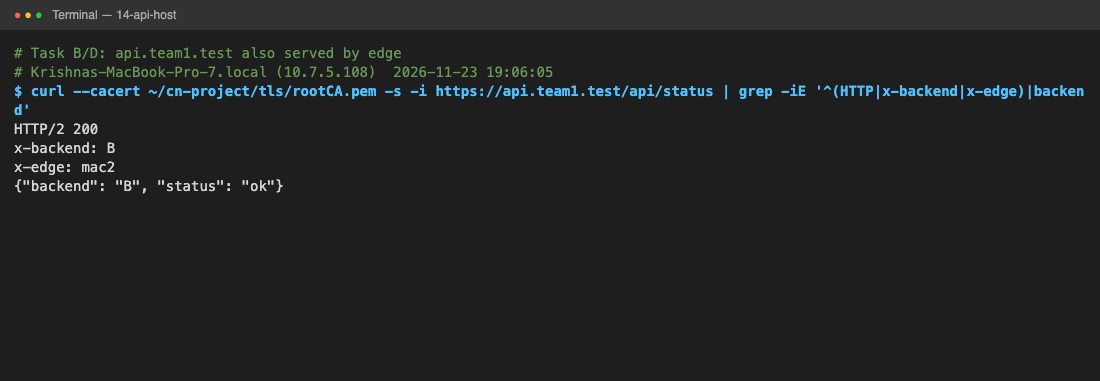 Terminal — 14-api-host
# Task B/D: api.team1.test also served by edge
# Krishnas-MacBook-Pro-7.local (10.7.5.108)  2026-11-23 19:06:05
$ curl --cacert ~/cn-project/tls/rootCA.pem -s -i https://api.team1.test/api/status | grep -iE '^(HTTP|x-backend|x-edge)|backen
d'
HTTP/2 200
x-backend: B
x-edge: mac2
{"backend": "B", "status": "ok"}